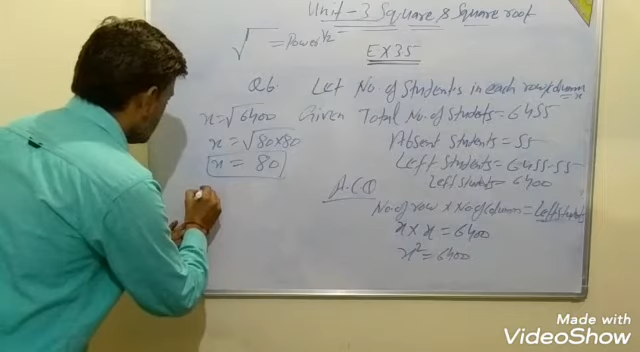 Unit-3 Square & Square root
√ = Power 1/2
EX 35
Q6 Let No. of Students in each row/column = x
Given Total No. of Students = 6455
Absent Students = 55
Left Students = 6455-55
Left Students = 6400
A.C.Q
No. of row x No. of column = Left Students
x × x = 6400
x² = 6400
x = √6400
x = √80×80
x = 80
Made with
VideoShow